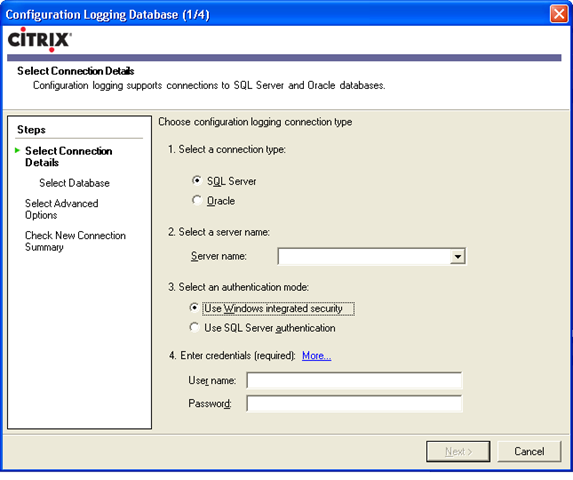 Configuration Logging Database (1/4)
CITRIX
Select Connection Details
Configuration logging supports connections to SQL Server and Oracle databases.
Steps
Select Connection
Details
Select Database
Select Advanced
Options
Check New Connection
Summary
Choose configuration logging connection type
1. Select a connection type:
SQL Server
Oracle
2. Select a server name:
Server name:
3. Select an authentication mode:
Use Windows integrated security
Use SQL Server authentication
4. Enter credentials (required): More...
User name:
Password:
Next >
Cancel